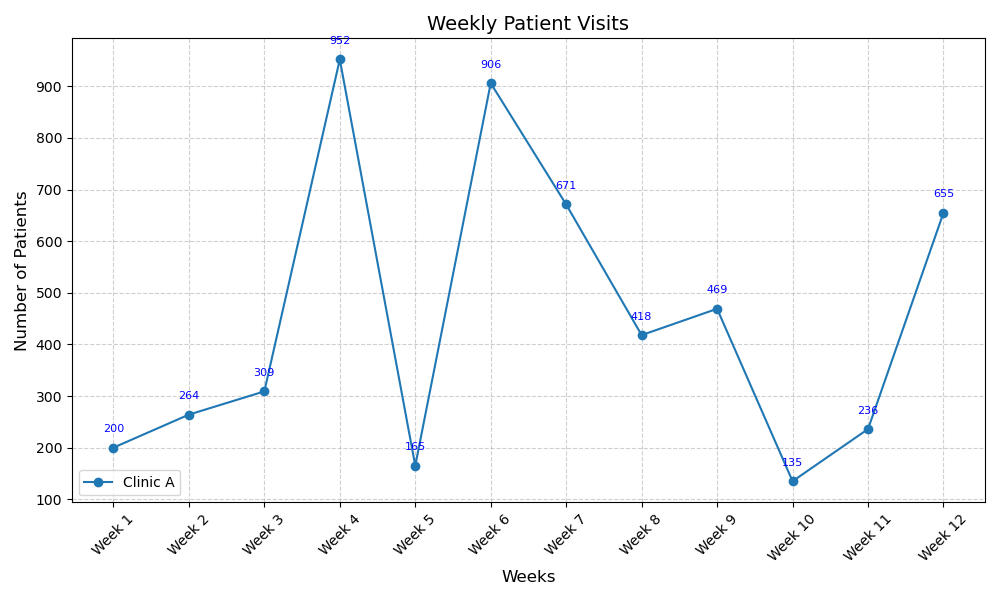 Weekly Patient Visits
Number of Patients
900
800
700
600
500
400
300
200
100
952
906
671
655
469
418
309
264
236
200
165
135
Clinic A
Week 1
Week 2
Week 3
Week 4
Week 5
Week 6
Week 7
Week 8
Week 9
Week 10
Week 11
Week 12
Weeks